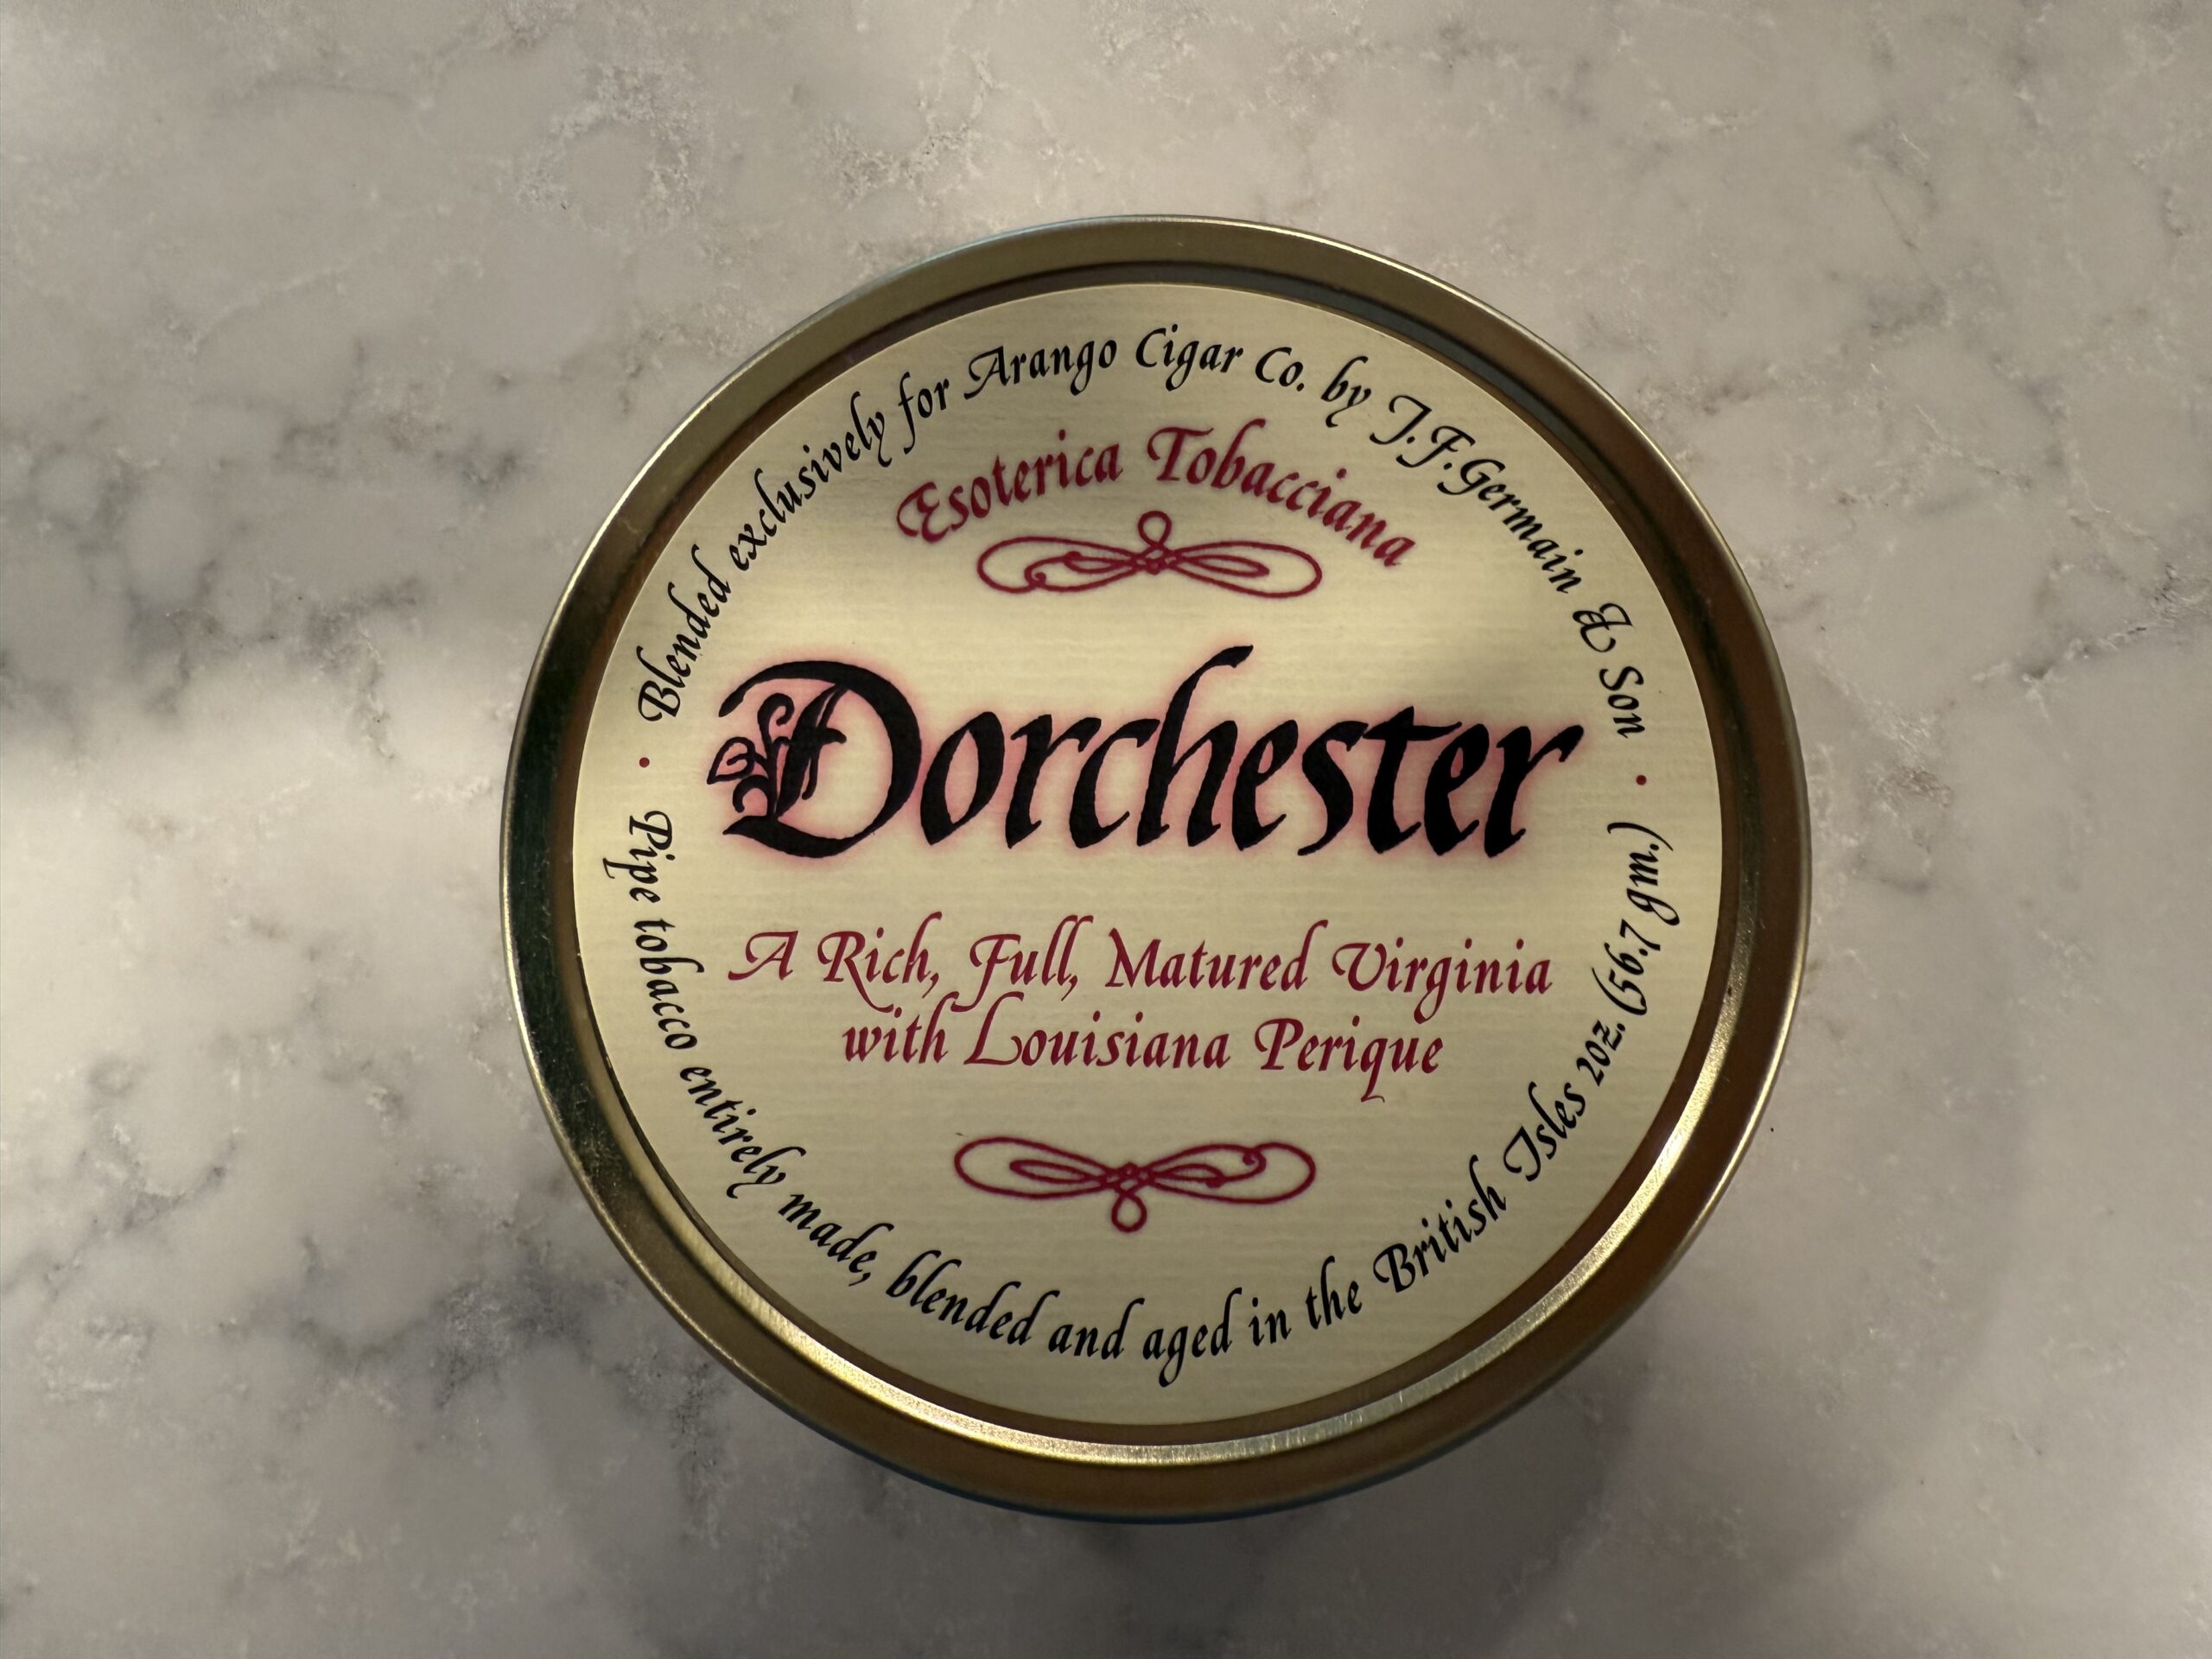 • Blended exclusively for Arango Cigar Co. by J.F.Germain & Son •
Esoterica Tobacciana
Dorchester
A Rich, Full, Matured Virginia
with Louisiana Perique
Pipe tobacco entirely made, blended and aged in the British Isles 2oz. (56.7 gm.)